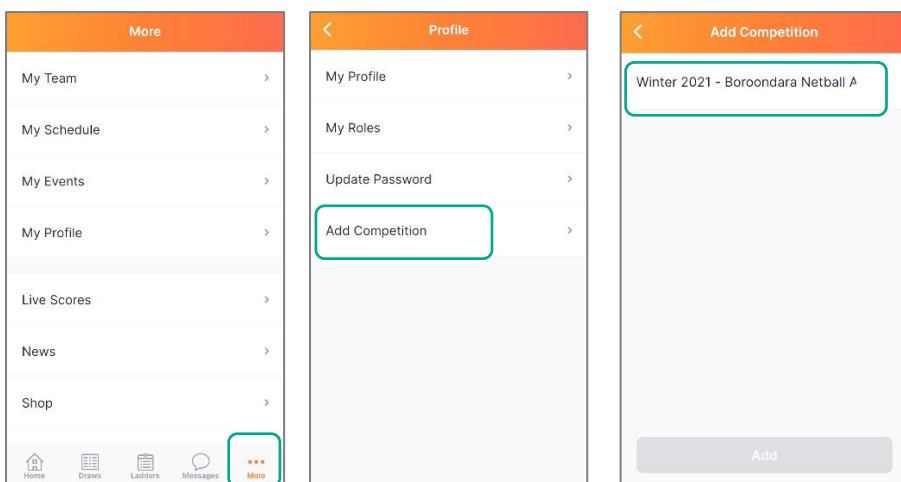 More
My Team
My Schedule
My Events
My Profile
Live Scores
News
Shop
Home
Draws
Ladders
Messages
More
Profile
My Profile
My Roles
Update Password
Add Competition
Add Competition
Winter 2021 - Boroondara Netball A
Add